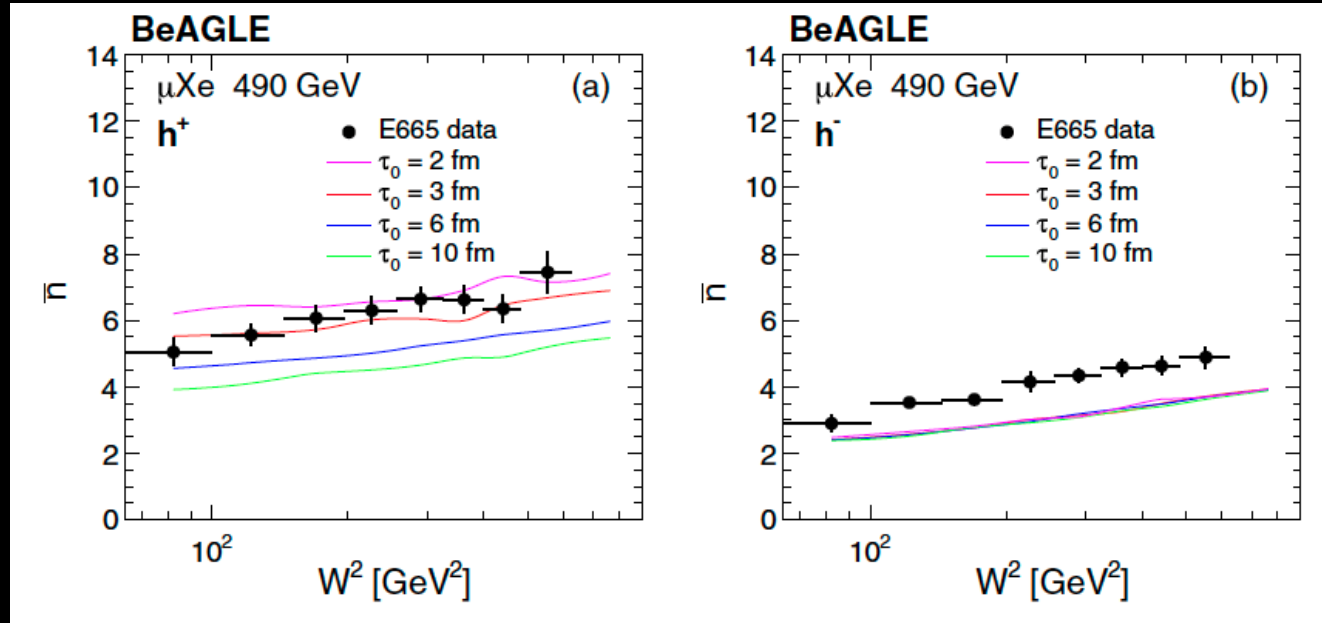 BeAGLE
μXe 490 GeV (a)
h⁺
E665 data
τ₀ = 2 fm
τ₀ = 3 fm
τ₀ = 6 fm
τ₀ = 10 fm
14
12
10
8
6
4
2
0
n̅
10²
W² [GeV²]
BeAGLE
μXe 490 GeV (b)
h⁻
E665 data
τ₀ = 2 fm
τ₀ = 3 fm
τ₀ = 6 fm
τ₀ = 10 fm
14
12
10
8
6
4
2
0
n̅
10²
W² [GeV²]